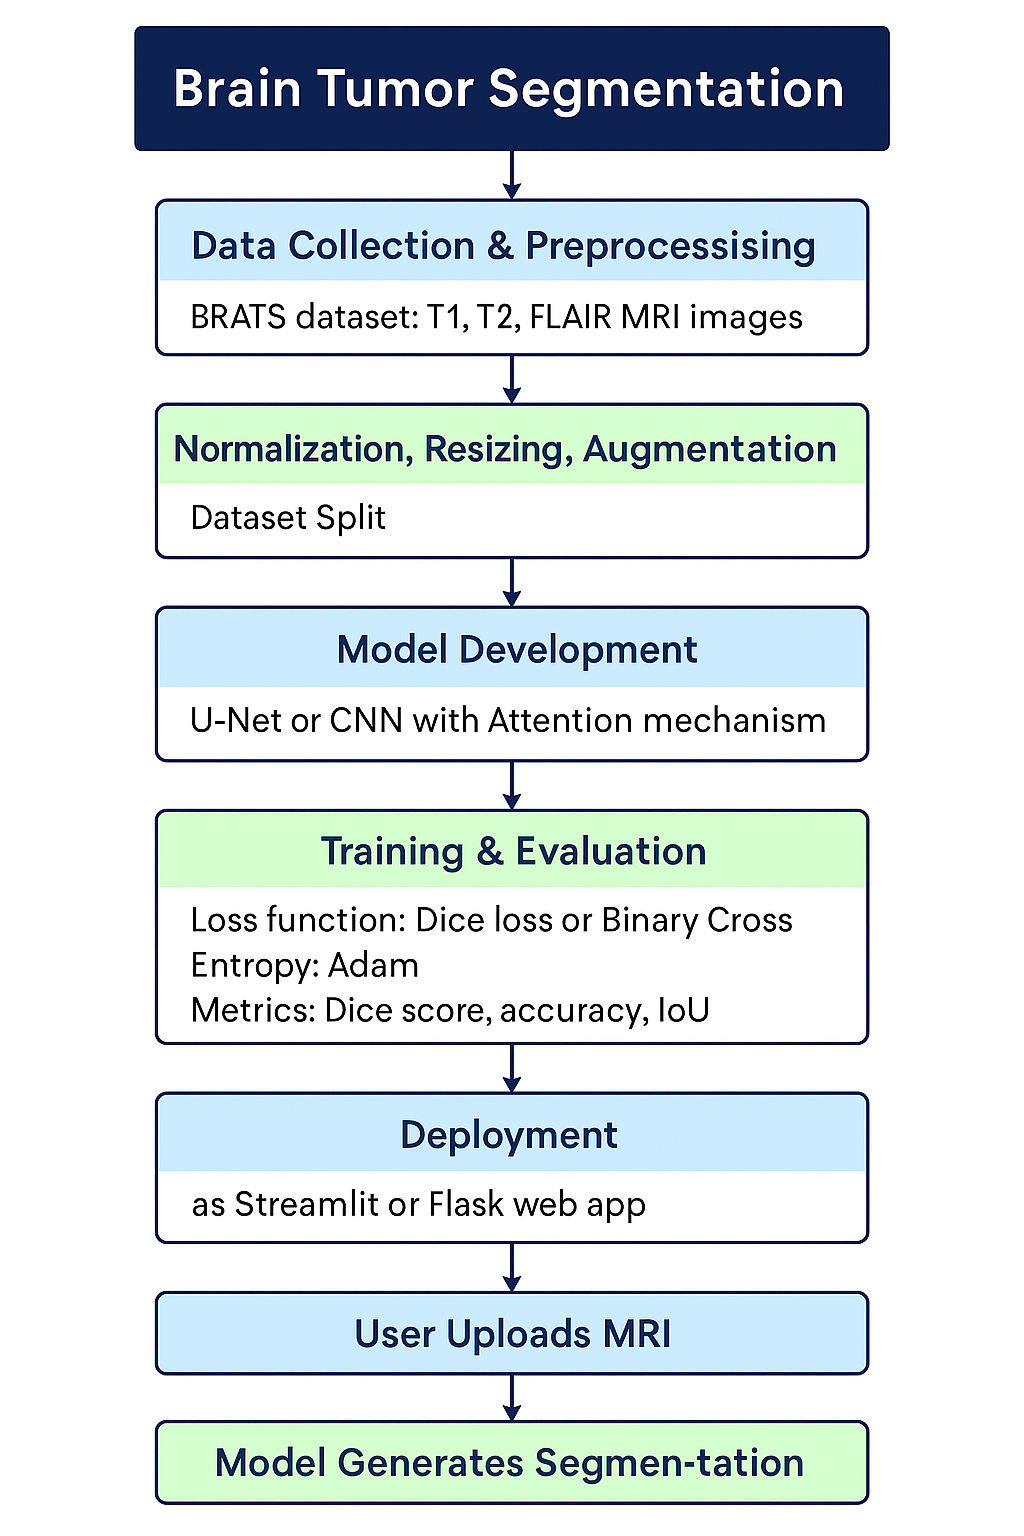 Brain Tumor Segmentation
Data Collection & Preprocessising
BRATS dataset: T1, T2, FLAIR MRI images
Normalization, Resizing, Augmentation
Dataset Split
Model Development
U-Net or CNN with Attention mechanism
Training & Evaluation
Loss function: Dice loss or Binary Cross
Entropy: Adam
Metrics: Dice score, accuracy, IoU
Deployment
as Streamlit or Flask web app
User Uploads MRI
Model Generates Segmen-tation